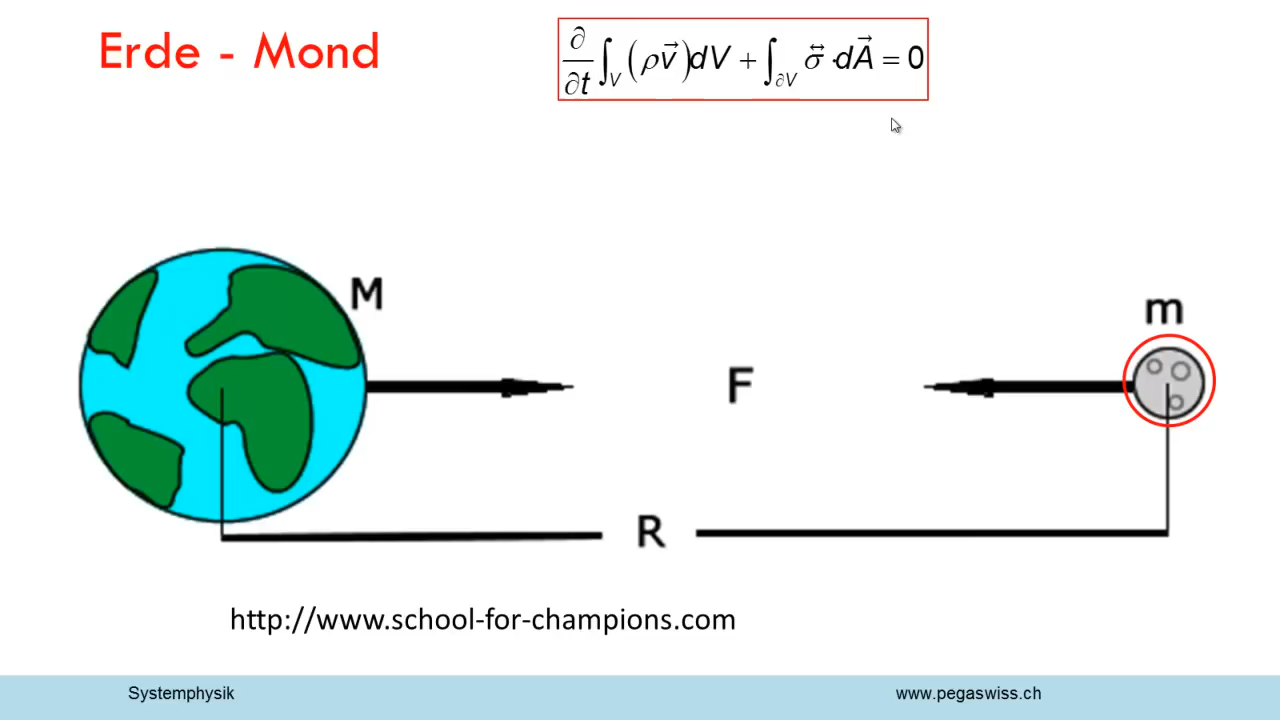 Erde - Mond
∂/∂t ∫_V (ρv⃗)dV + ∫_∂V σ⃡ ·dA⃗ = 0
M
m
F
R
http://www.school-for-champions.com
Systemphysik
www.pegaswiss.ch